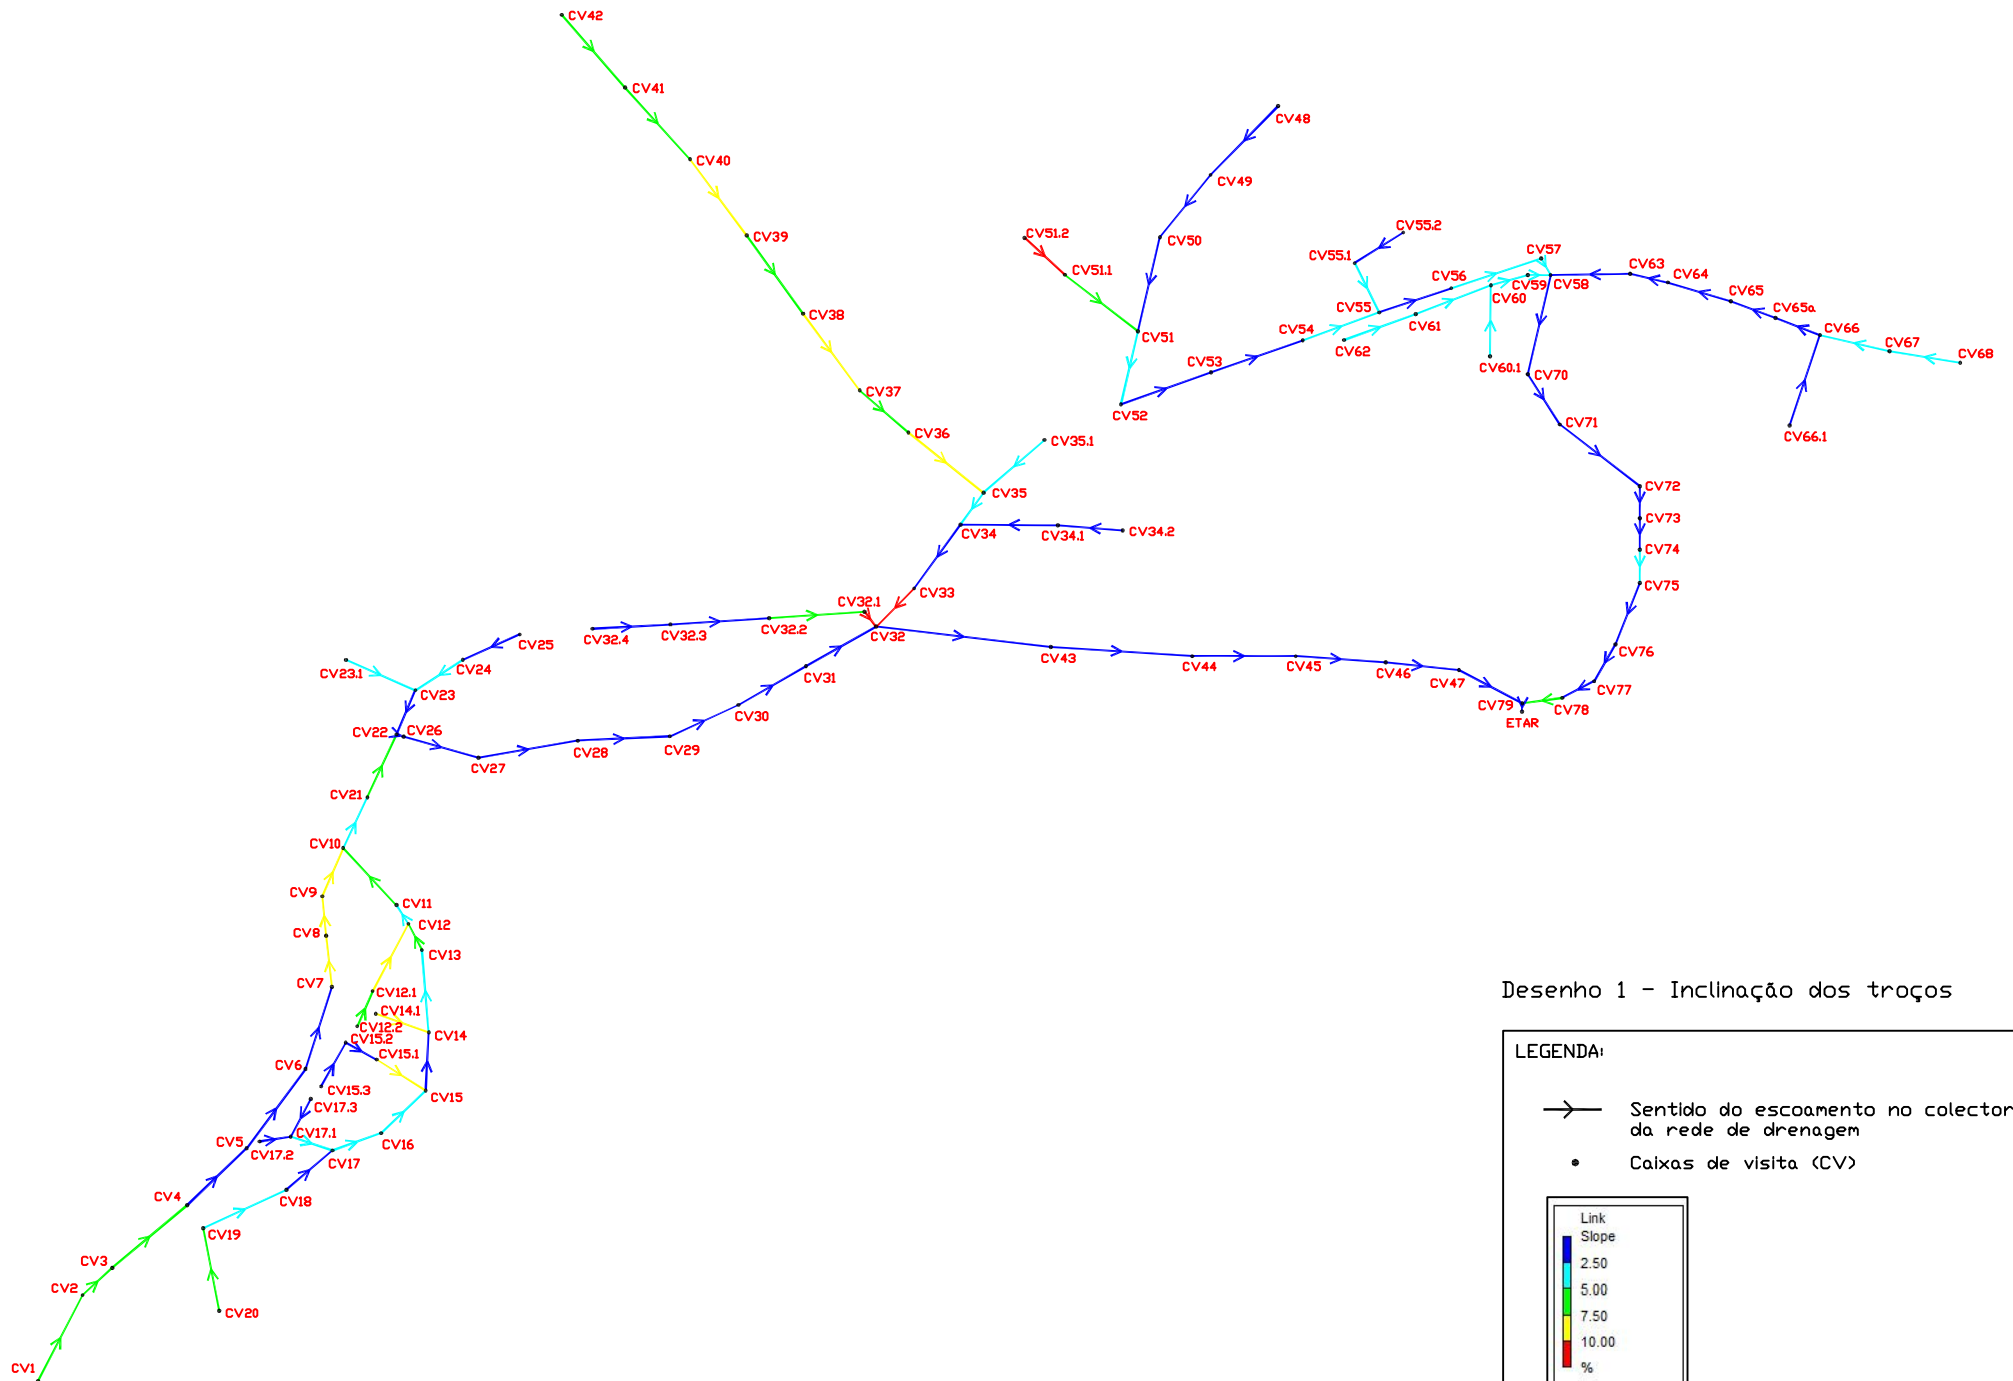 CV42
CV41
CV48
CV40
CV49
CV55.2
CV51.2
CV39
CV50
CV57
CV55.1
CV51.1
CV56
CV59
CV58
CV63
CV64
CV60
CV65
CV65a
CV38
CV55
CV51
CV54
CV61
CV62
CV66
CV67
CV68
CV53
CV60.1
CV70
CV37
CV52
CV71
CV36
CV35.1
CV66.1
CV35
CV72
CV73
CV34
CV34.1
CV34.2
CV74
CV75
CV33
CV32.1
CV32.4
CV32.3
CV32.2
CV32
CV25
CV43
CV44
CV45
CV46
CV47
CV76
CV23.1
CV24
CV31
CV23
CV77
CV30
CV79
CV78
ETAR
CV22
CV26
CV27
CV28
CV29
CV21
CV10
CV9
CV11
CV12
CV8
CV13
CV7
CV12.1
CV14.1
CV12.2
CV15.2
CV14
CV15.1
CV6
CV15.3
CV15
CV17.3
CV17.1
CV5
CV17.2
CV16
CV17
CV4
CV18
CV19
CV3
CV2
CV20
CV1
Desenho 1 - Inclinação dos troços
LEGENDA:
Sentido do escoamento no colector
da rede de drenagem
Caixas de visita (CV)
Link
Slope
2.50
5.00
7.50
10.00
%